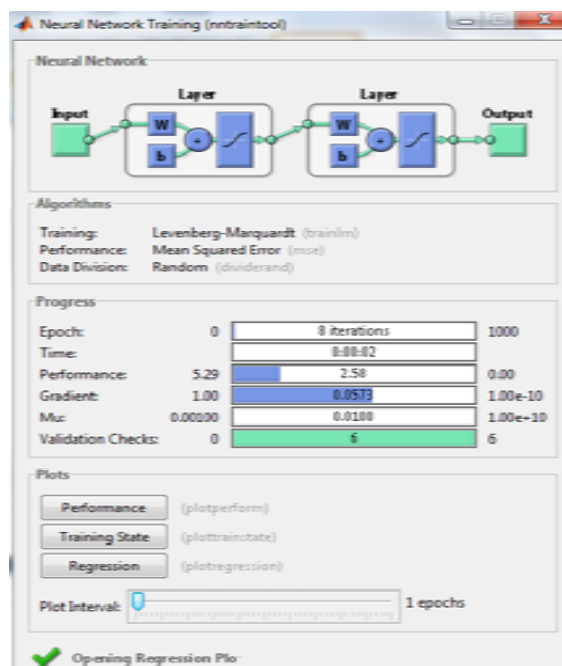 Neural Network Training (nntraintool)
Neural Network
Layer Layer
Input Output
W W
b b
Algorithms
Training: Levenberg-Marquardt (trainlm)
Performance: Mean Squared Error (mse)
Data Division: Random (dividerand)
Progress
Epoch: 0 8 iterations 1000
Time: 0:00:02
Performance: 5.29 2.58 0.00
Gradient: 1.00 0.0573 1.00e-10
Mu: 0.00100 0.0100 1.00e+10
Validation Checks: 0 6 6
Plots
Performance (plotperform)
Training State (plottrainstate)
Regression (plotregression)
Plot Interval: 1 epochs
Opening Regression Plo